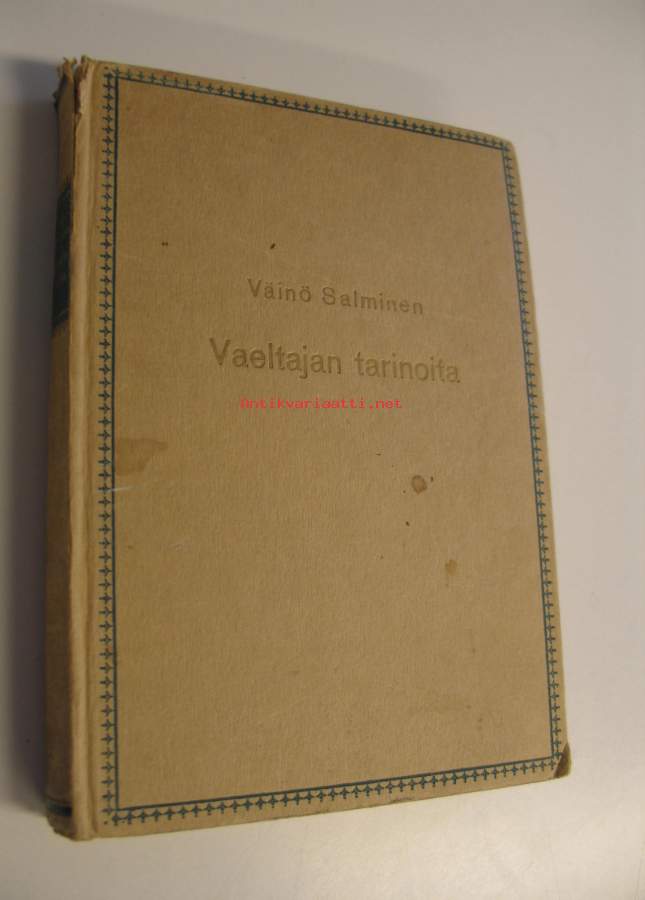 Väinö Salminen
Vaeltajan tarinoita
antikvariaatti.net